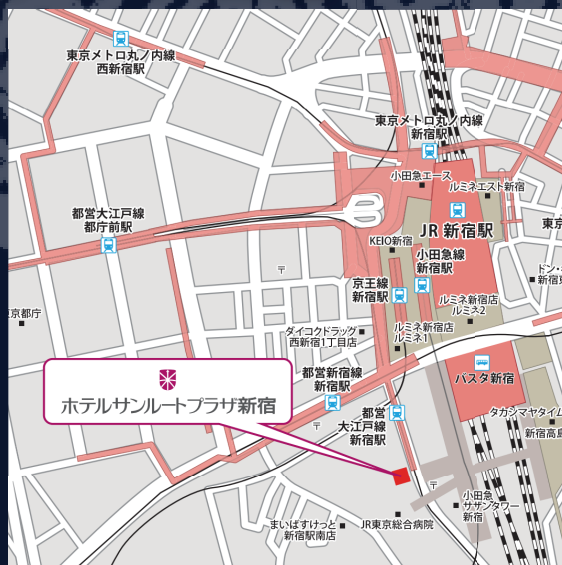 東京メトロ丸ノ内線
西新宿駅
東京メトロ丸ノ内線
新宿駅
小田急エース
ルミネエスト新宿
都営大江戸線
都庁前駅
JR 新宿駅
KEIO新宿
小田急線
新宿駅
東京
ドン・
新宿東
京王線
新宿駅
〒
京都庁
ルミネ新宿店
ルミネ2
ダイコクドラッグ
西新宿1丁目店
ルミネ新宿店
ルミネ1
都営新宿線
新宿駅
バスタ新宿
ホテルサンルートプラザ新宿
都営
大江戸線
新宿駅
タカシマヤタイム
新宿高島
〒
〒
小田急
サザンタワー
新宿
まいばすけっと
新宿駅南店
JR東京総合病院